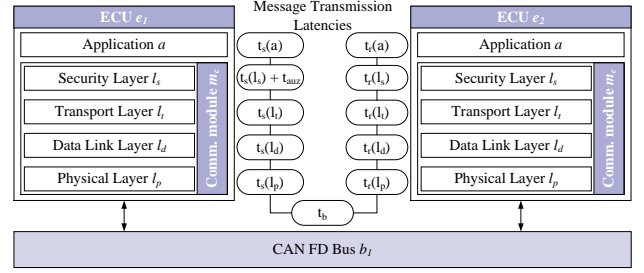 ECU e1
Message Transmission
Latencies
ECU e2
Application a
ts(a)
tr(a)
Application a
Security Layer ls
ts(ls) + tauz
tr(ls)
Security Layer ls
Transport Layer lt
ts(lt)
tr(lt)
Transport Layer lt
Data Link Layer ld
ts(ld)
tr(ld)
Data Link Layer ld
Physical Layer lp
ts(lp)
tr(lp)
Physical Layer lp
Comm. module mc
Comm. module mc
tb
CAN FD Bus b1